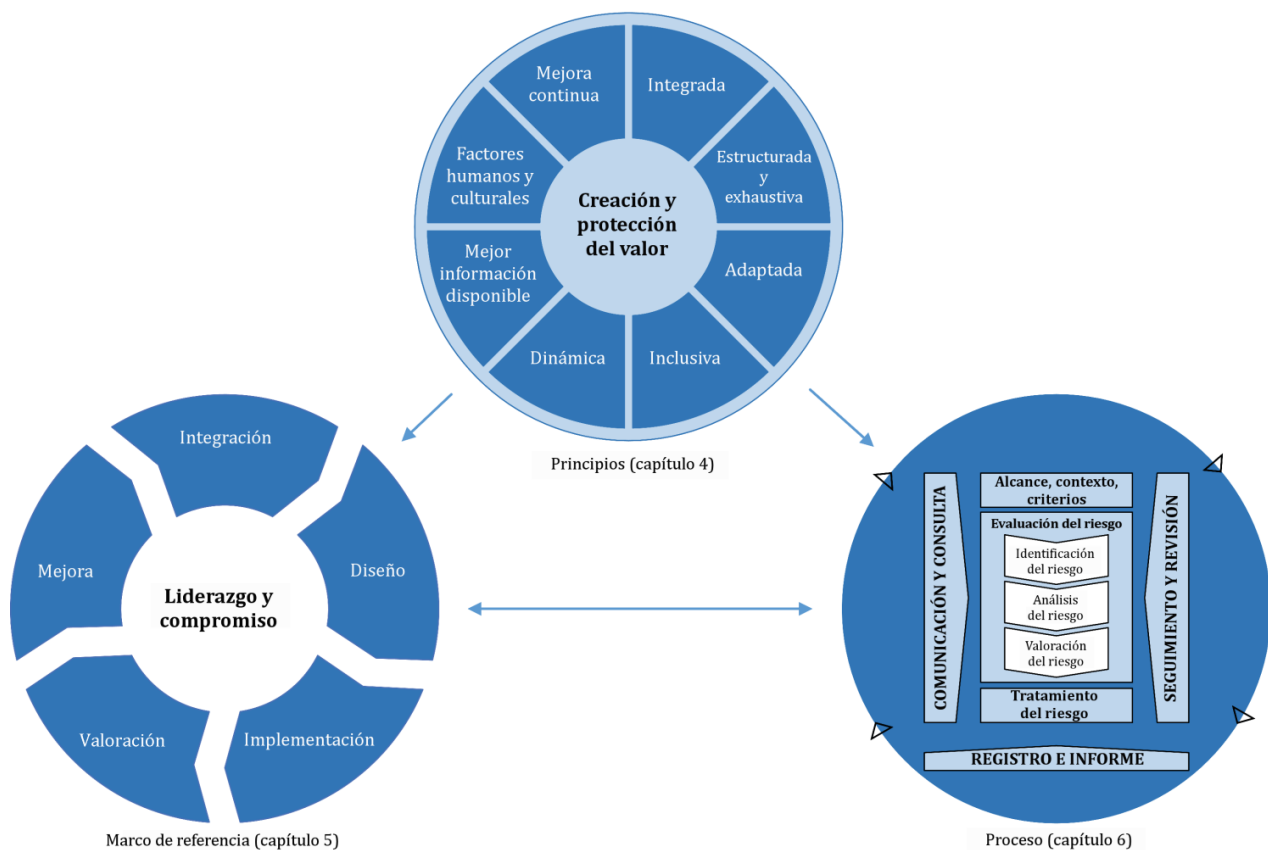 Mejora
continua
Integrada
Factores
humanos y
culturales
Estructurada
y
exhaustiva
Creación y
protección
del valor
Mejor
información
disponible
Adaptada
Dinámica
Inclusiva
Principios (capítulo 4)
Integración
Mejora
Diseño
Liderazgo y
compromiso
Valoración
Implementación
Marco de referencia (capítulo 5)
Alcance, contexto,
criterios
Evaluación del riesgo
Identificación
del riesgo
Análisis
del riesgo
Valoración
del riesgo
Tratamiento
del riesgo
COMUNICACIÓN Y CONSULTA
SEGUIMIENTO Y REVISIÓN
REGISTRO E INFORME
Proceso (capítulo 6)